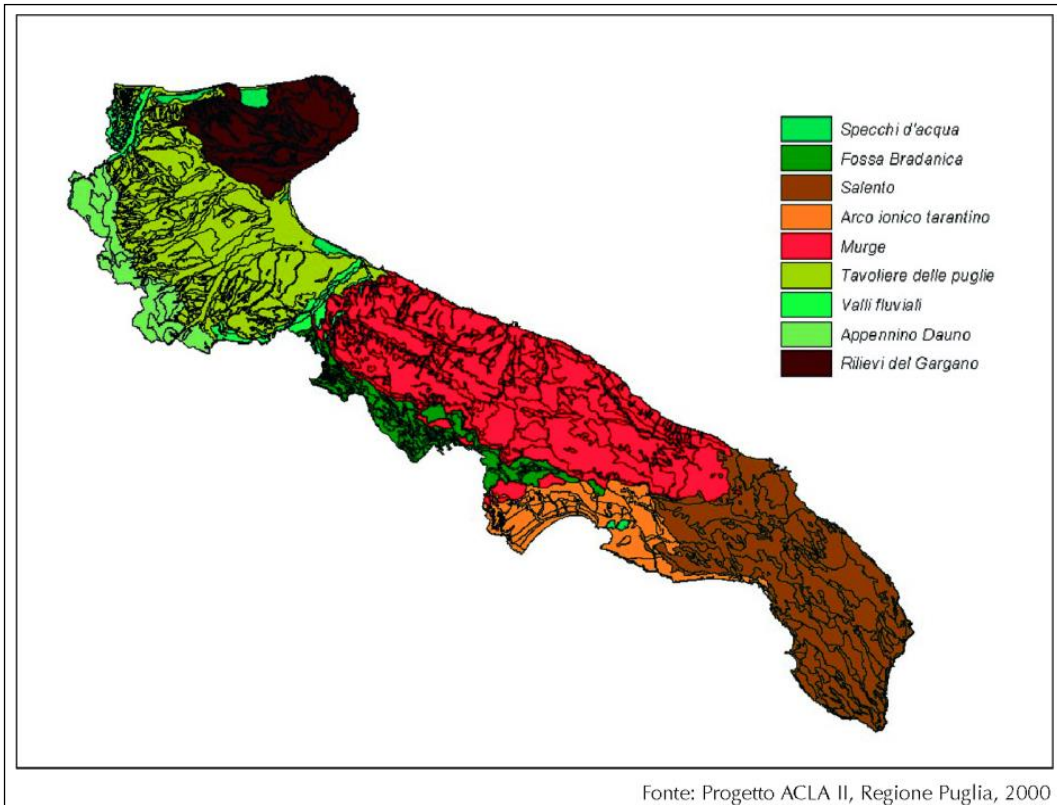 Specchi d'acqua
Fossa Bradanica
Salento
Arco ionico tarantino
Murge
Tavoliere delle puglie
Valli fluviali
Appennino Dauno
Rilievi del Gargano
Fonte: Progetto ACLA II, Regione Puglia, 2000